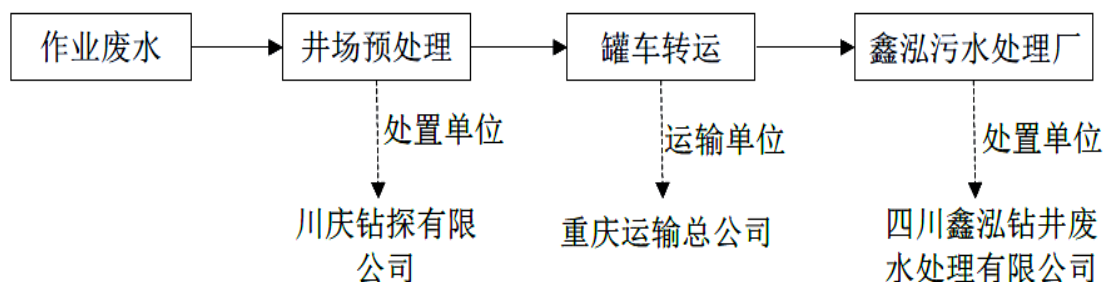 作业废水
井场预处理
罐车转运
鑫泓污水处理厂
处置单位
运输单位
处置单位
川庆钻探有限
公司
重庆运输总公司
四川鑫泓钻井废
水处理有限公司